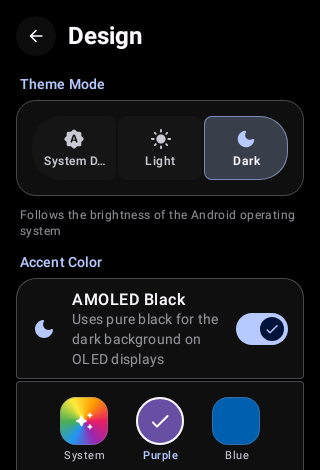 Design
Theme Mode
System D...
Light
Dark
Follows the brightness of the Android operating
system
Accent Color
AMOLED Black
Uses pure black for the
dark background on
OLED displays
System
Purple
Blue